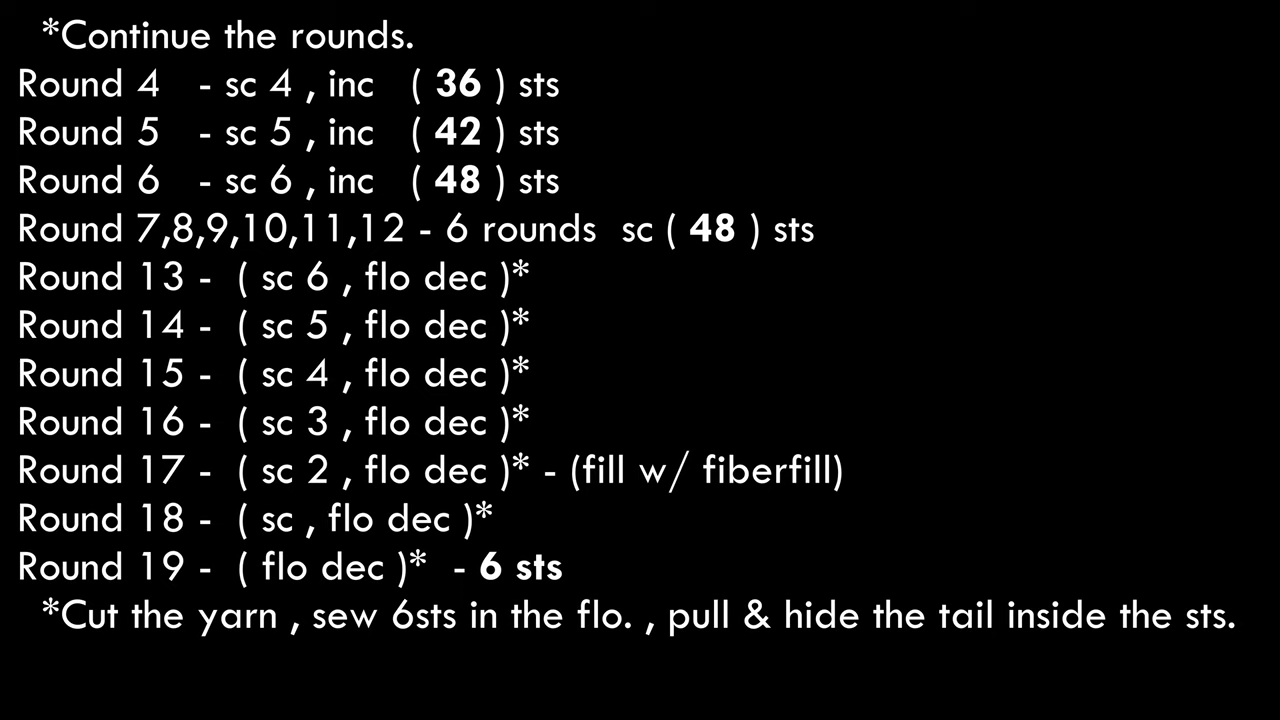 *Continue the rounds.
Round 4 - sc 4 , inc ( 36 ) sts
Round 5 - sc 5 , inc ( 42 ) sts
Round 6 - sc 6 , inc ( 48 ) sts
Round 7,8,9,10,11,12 - 6 rounds sc ( 48 ) sts
Round 13 - ( sc 6 , flo dec )*
Round 14 - ( sc 5 , flo dec )*
Round 15 - ( sc 4 , flo dec )*
Round 16 - ( sc 3 , flo dec )*
Round 17 - ( sc 2 , flo dec )* - (fill w/ fiberfill)
Round 18 - ( sc , flo dec )*
Round 19 - ( flo dec )* - 6 sts
*Cut the yarn , sew 6sts in the flo. , pull & hide the tail inside the sts.